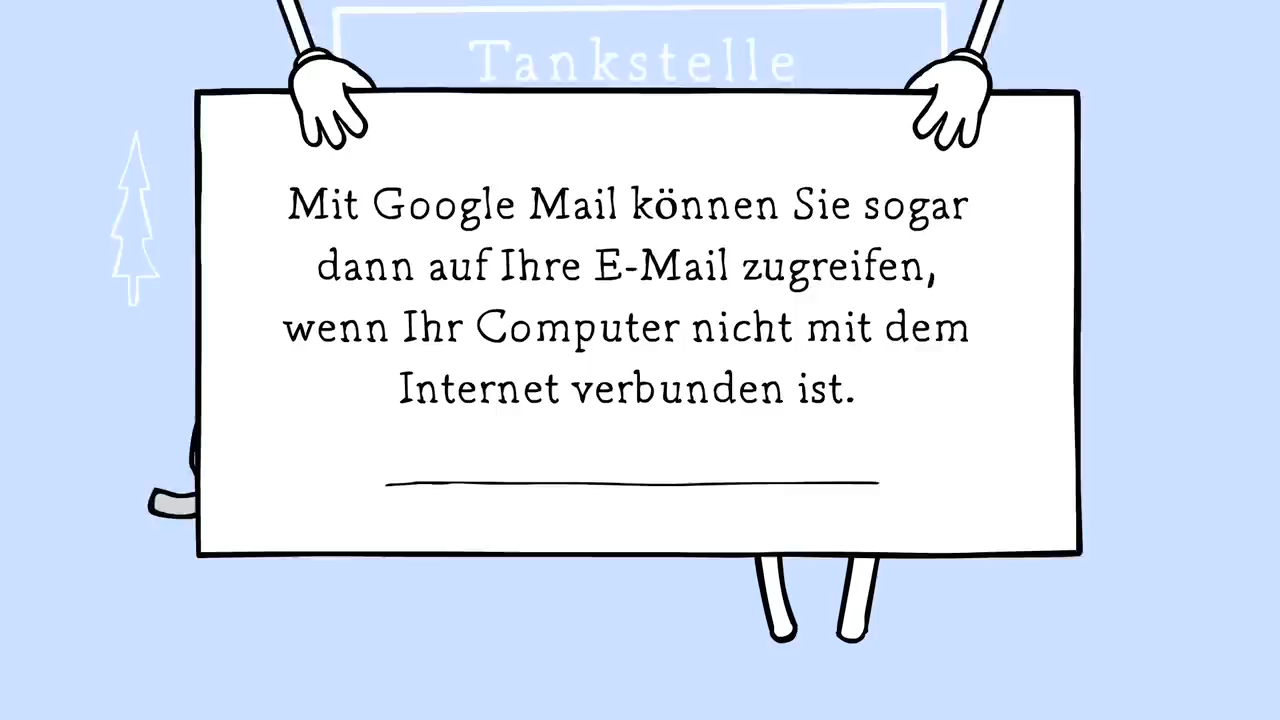 Tankstelle
Mit Google Mail können Sie sogar
dann auf Ihre E-Mail zugreifen,
wenn Ihr Computer nicht mit dem
Internet verbunden ist.